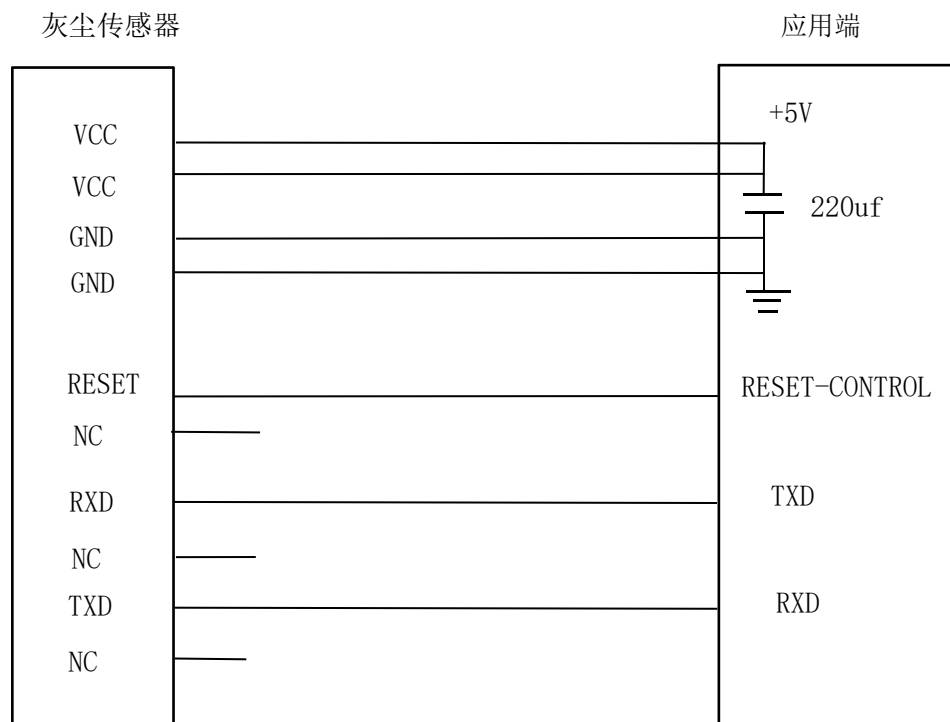 灰尘传感器
应用端
VCC
VCC
GND
GND
RESET
NC
RXD
NC
TXD
NC
+5V
220uf
RESET-CONTROL
TXD
RXD